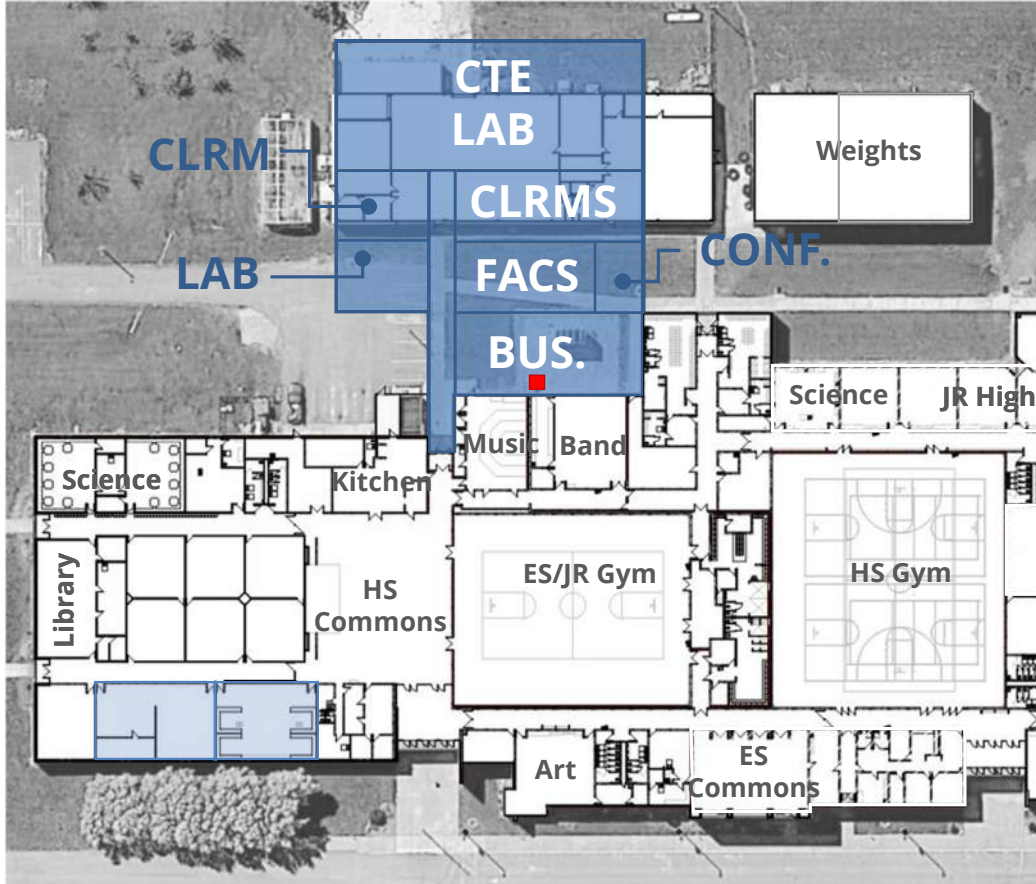 CTE
LAB
CLRM
Weights
CLRMS
LAB
FACS
CONF.
BUS.
Science
JR High
Music
Band
Science
Kitchen
Library
HS
Commons
ES/JR Gym
HS Gym
Art
ES
Commons